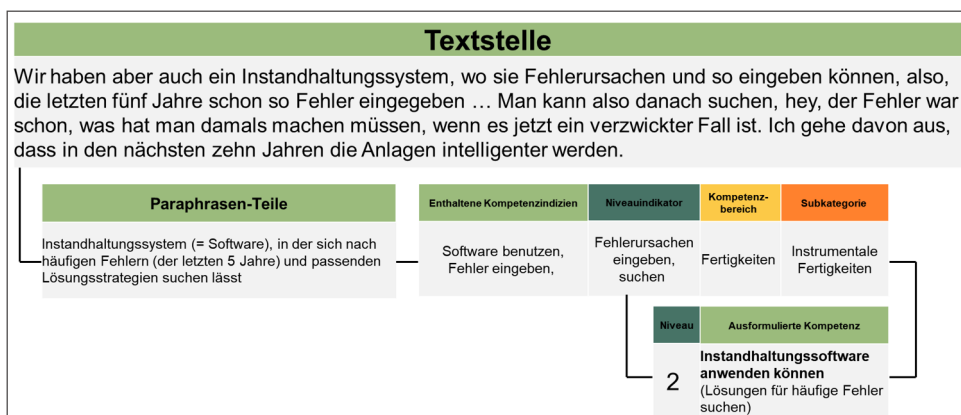 Textstelle
Wir haben aber auch ein Instandhaltungssystem, wo sie Fehlerursachen und so eingeben können, also,
die letzten fünf Jahre schon so Fehler eingegeben … Man kann also danach suchen, hey, der Fehler war
schon, was hat man damals machen müssen, wenn es jetzt ein verzwickter Fall ist. Ich gehe davon aus,
dass in den nächsten zehn Jahren die Anlagen intelligenter werden.
Paraphrasen-Teile
Instandhaltungssystem (= Software), in der sich nach
häufigen Fehlern (der letzten 5 Jahre) und passenden
Lösungsstrategien suchen lässt
Enthaltene Kompetenzindizien
Software benutzen,
Fehler eingeben,
Niveauindikator
Fehlerursachen
eingeben,
suchen
Kompetenz-
bereich
Fertigkeiten
Subkategorie
Instrumentale
Fertigkeiten
Niveau
2
Ausformulierte Kompetenz
Instandhaltungssoftware
anwenden können
(Lösungen für häufige Fehler
suchen)